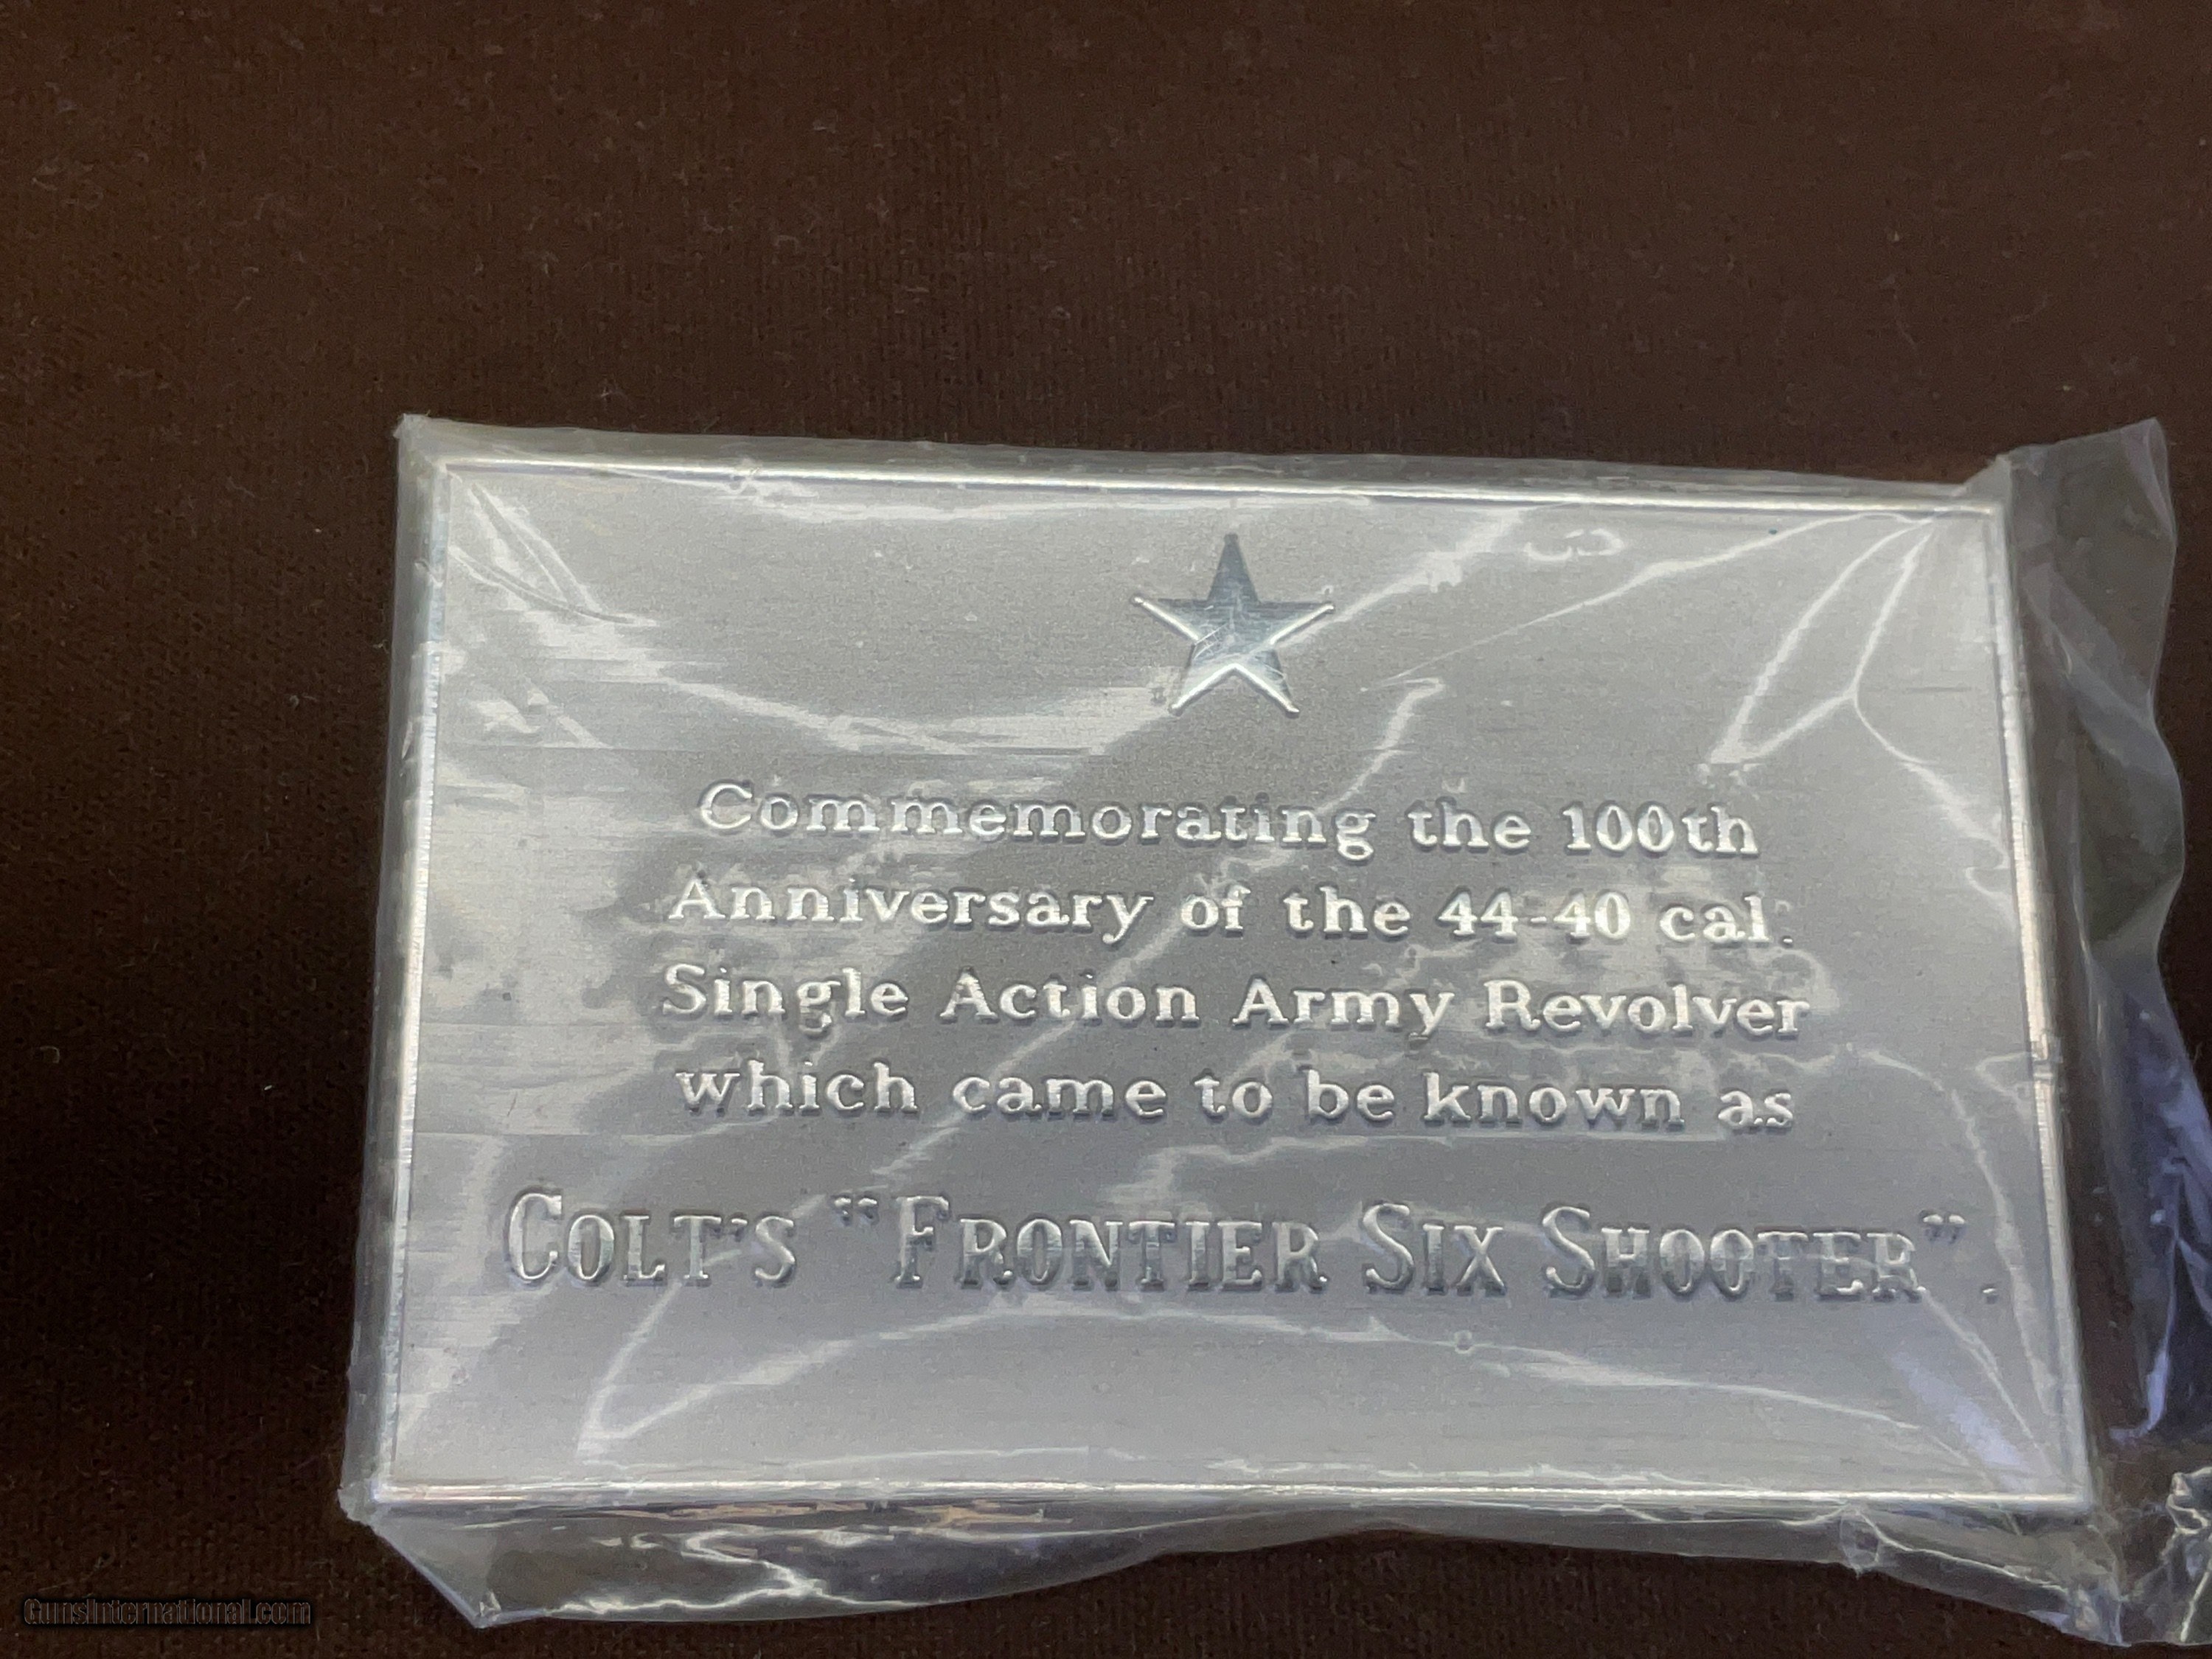 Commemorating the 100th
Anniversary of the 44-40 cal.
Single Action Army Revolver
which came to be known as
COLT'S "FRONTIER SIX SHOOTER".
GunsInternational.com